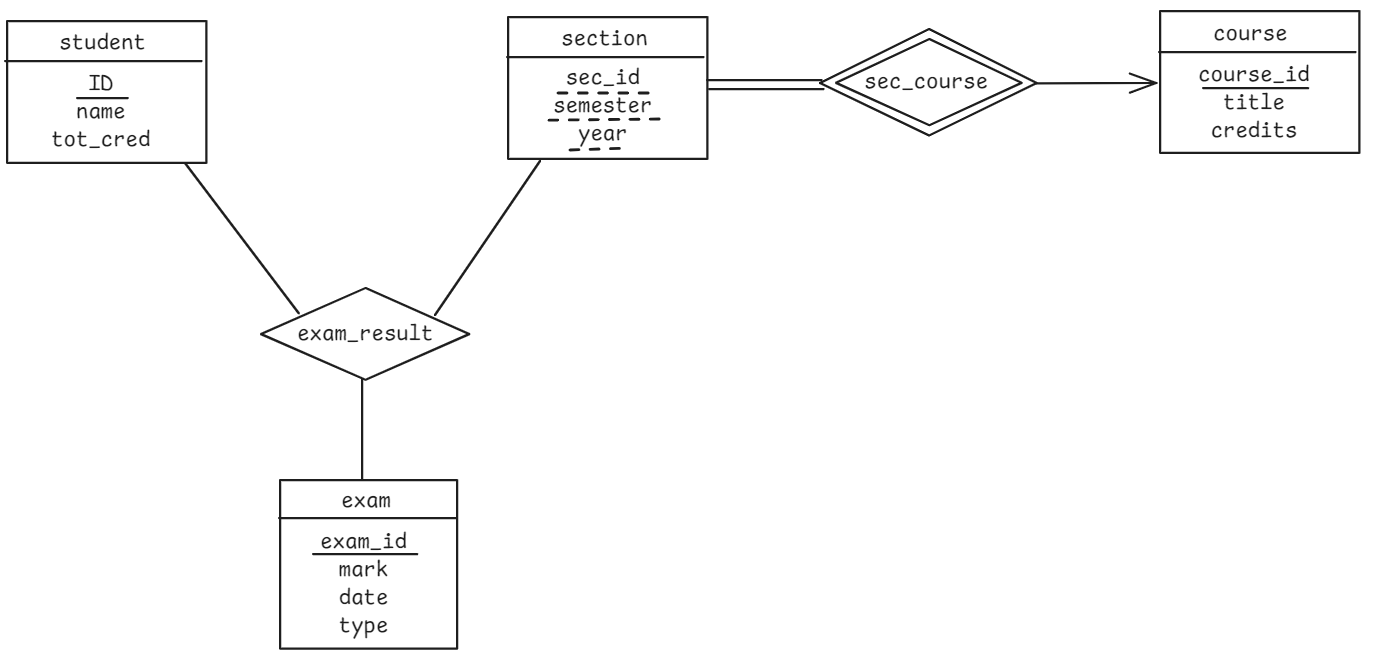 student
ID
name
tot_cred
section
sec_id
semester
year
sec_course
course
course_id
title
credits
exam_result
exam
exam_id
mark
date
type